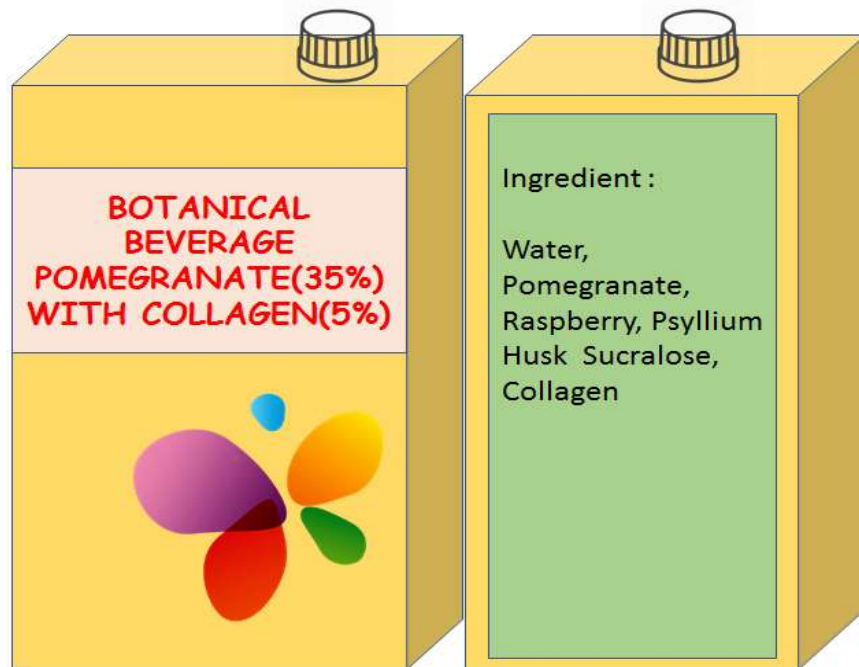 BOTANICAL
BEVERAGE
POMEGRANATE(35%)
WITH COLLAGEN(5%)
Ingredient :
Water,
Pomegranate,
Raspberry, Psyllium
Husk Sucralose,
Collagen